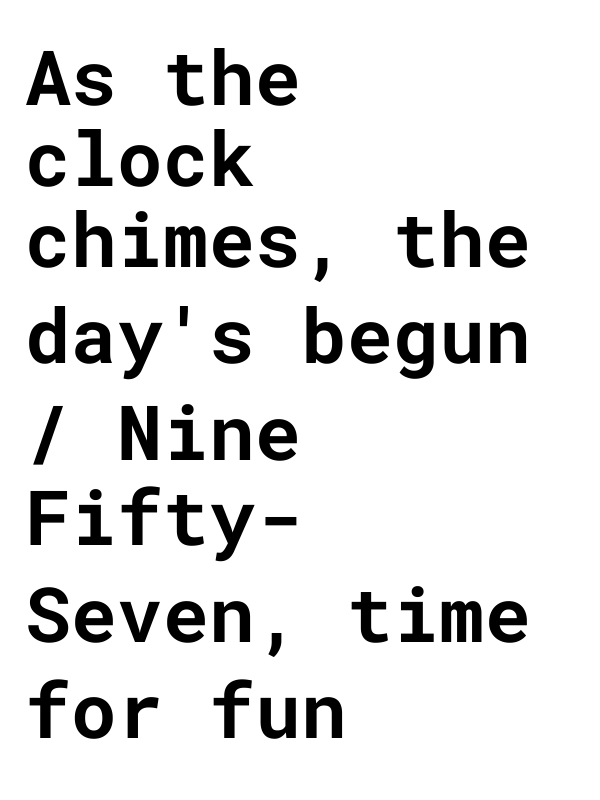 As the
clock
chimes, the
day's begun
/ Nine
Fifty-
Seven, time
for fun